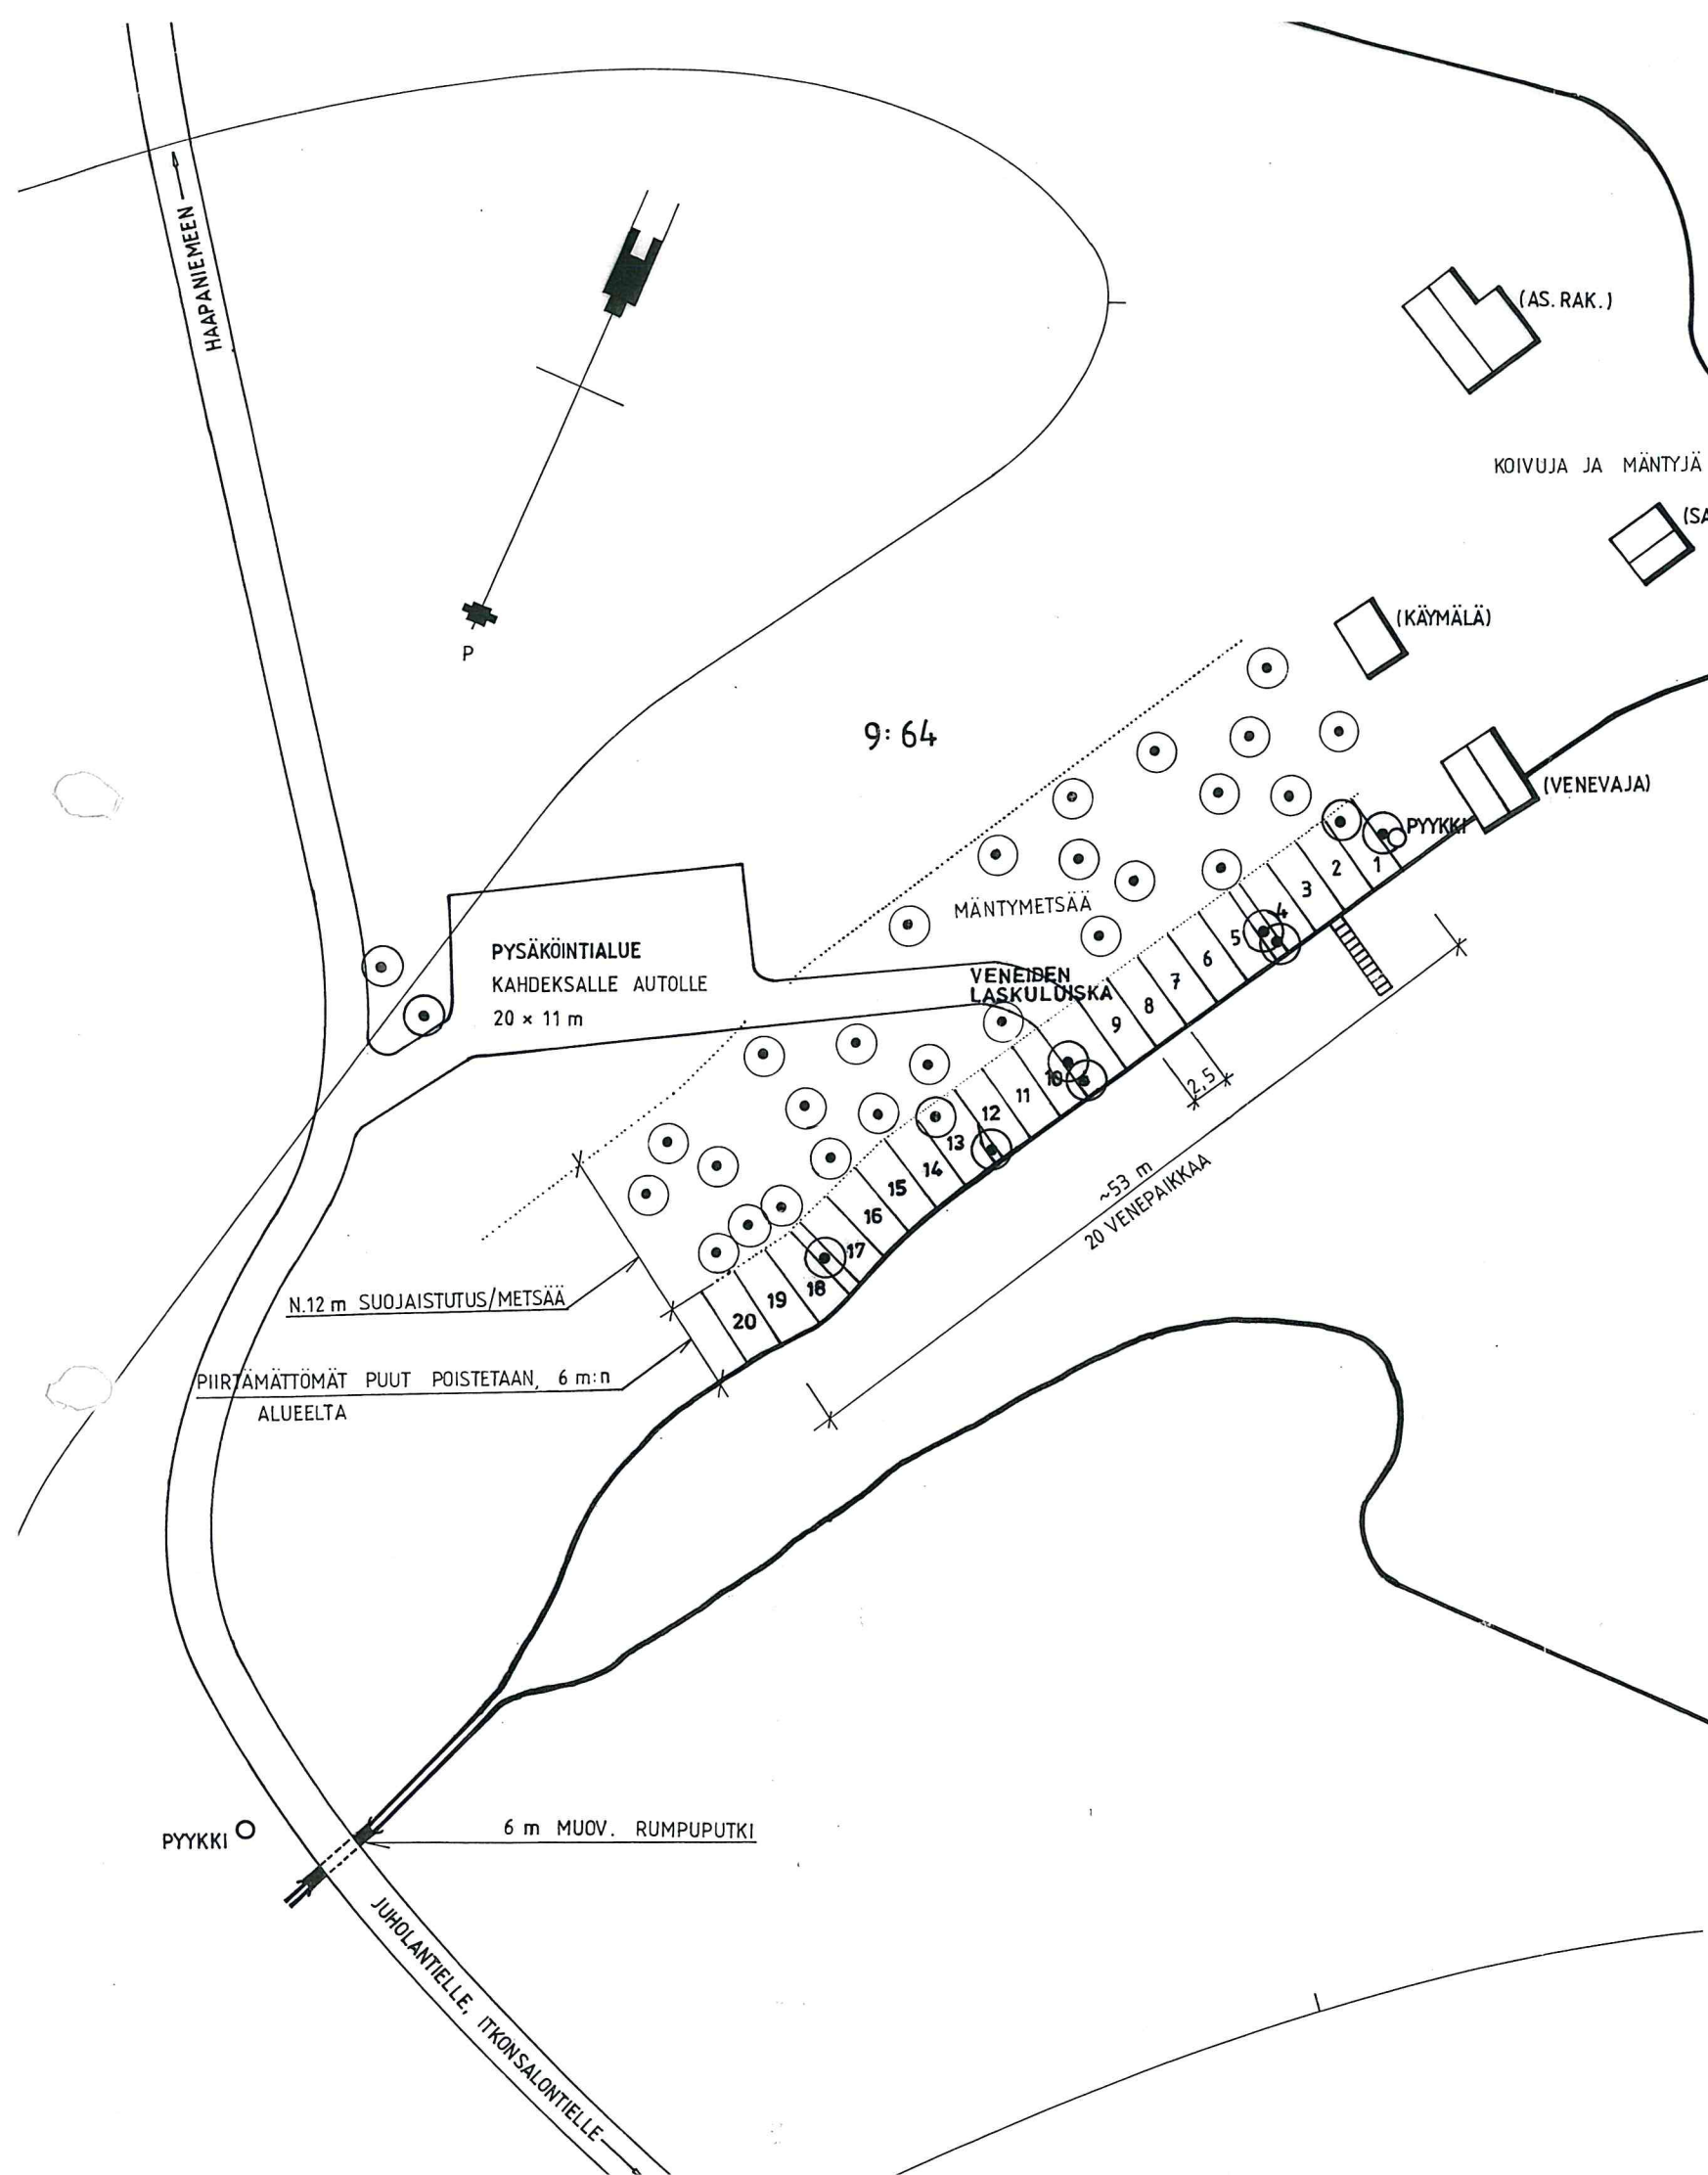 HAAPANIEMEEN
(AS. RAK.)
KOIVUJA JA MÄNTYJÄ
(SA
P
(KÄYMÄLÄ)
9:64
(VENEVAJA)
PYYKKI
1
2
3
4
5
6
7
8
9
10
11
12
13
14
15
16
17
18
19
20
MÄNTYMETSÄÄ
PYSÄKÖINTIALUE
KAHDEKSALLE AUTOLLE
20 × 11 m
VENEIDEN
LASKULUISKA
2,5
~53 m
20 VENEPAIKKAA
N.12 m SUOJAISTUTUS/METSÄÄ
PIIRTÄMÄTTÖMÄT PUUT POISTETAAN, 6 m:n
ALUEELTA
6 m MUOV. RUMPUPUTKI
PYYKKI
JUHOLANTIELLE, ITKONSALONTIELLE